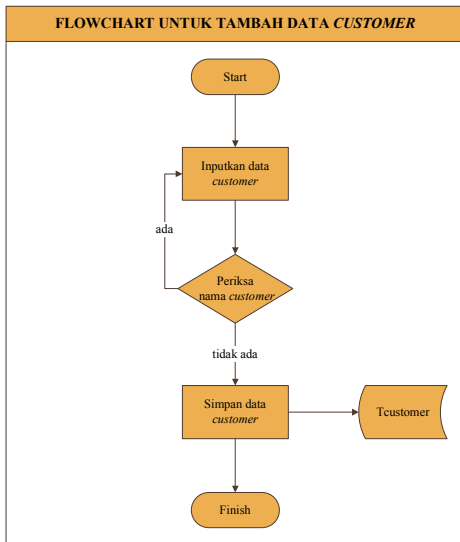 FLOWCHART UNTUK TAMBAH DATA CUSTOMER
Start
Inputkan data
customer
ada
Periksa
nama customer
tidak ada
Simpan data
customer
Tcustomer
Finish